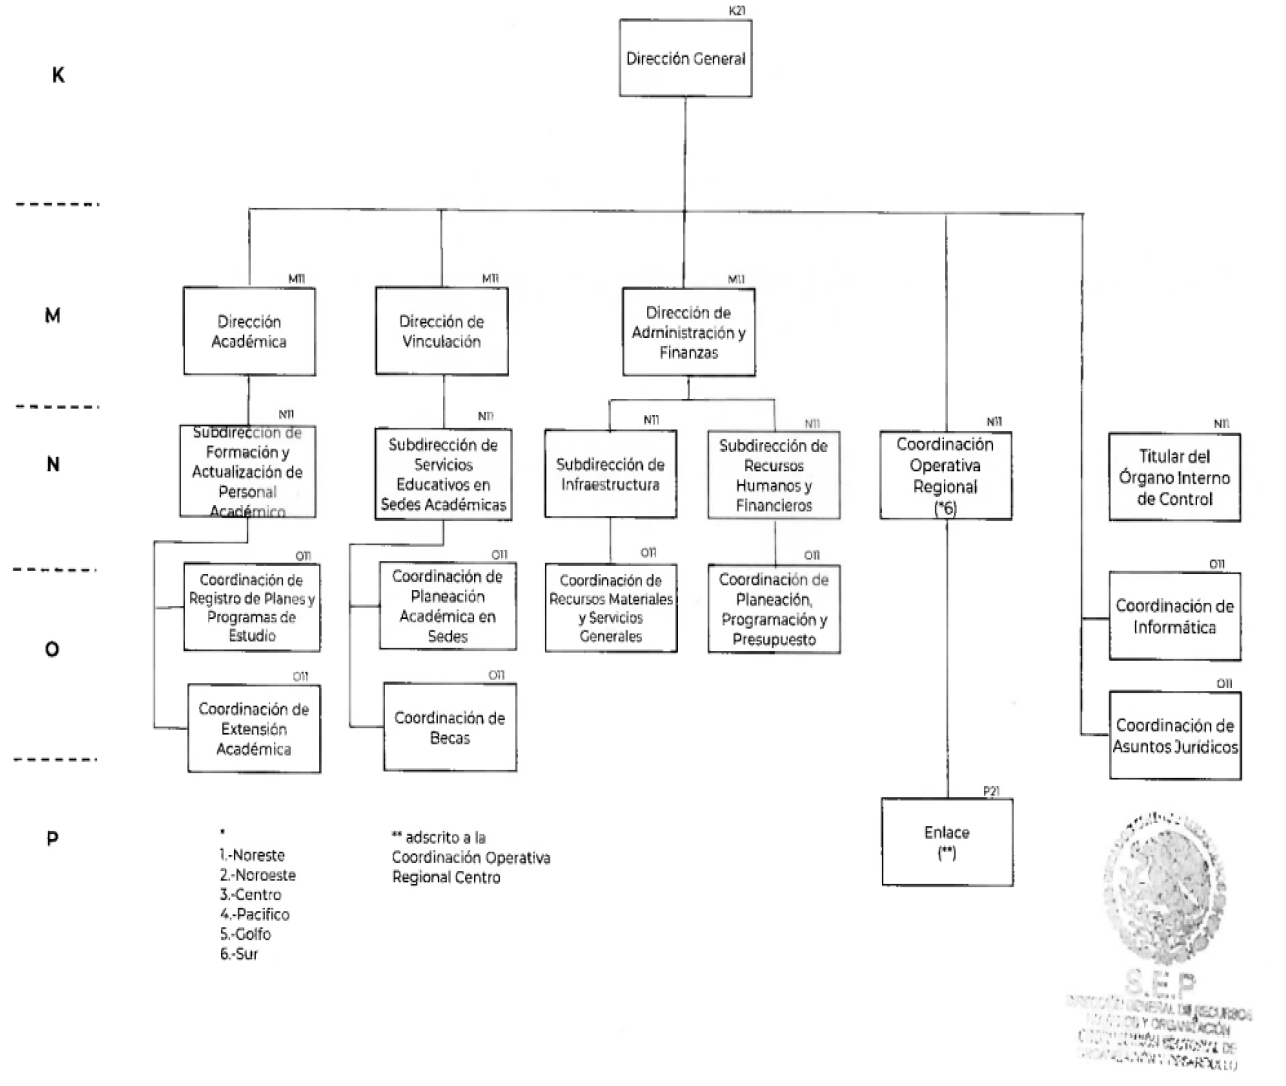 K21
Dirección General
K
M11
M11
M11
M
Dirección
Académica
Dirección de
Vinculación
Dirección de
Administración y
Finanzas
N11
N11
N11
N11
N11
N11
N
Subdirección de
Formación y
Actualización de
Personal
Académico
Subdirección de
Servicios
Educativos en
Sedes Académicas
Subdirección de
Infraestructura
Subdirección de
Recursos
Humanos y
Financieros
Coordinación
Operativa
Regional
(*6)
Titular del
Órgano Interno
de Control
O11
O11
O11
O11
O11
O
Coordinación de
Registro de Planes y
Programas de
Estudio
Coordinación de
Planeación
Académica en
Sedes
Coordinación de
Recursos Materiales
y Servicios
Generales
Coordinación de
Planeación,
Programación y
Presupuesto
Coordinación de
Informática
O11
O11
O11
Coordinación de
Extensión
Académica
Coordinación de
Becas
Coordinación de
Asuntos Jurídicos
P21
P
Enlace
(**)
*
1.-Noreste
2.-Noroeste
3.-Centro
4.-Pacifico
5.-Golfo
6.-Sur
** adscrito a la
Coordinación Operativa
Regional Centro
S.E.P
GENERAL DE RECURSOS
Y ORGANIZACIÓN
SECTORIAL DE